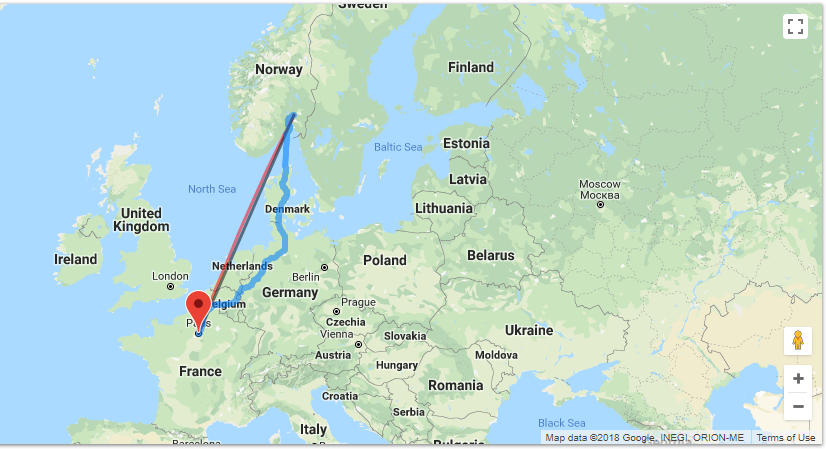 Sweden
Norway
Finland
Estonia
Baltic Sea
Latvia
Moscow
Москва
North Sea
Lithuania
Denmark
United
Kingdom
Ireland
Netherlands
Poland
Belarus
London
Berlin
Germany
Belgium
Prague
Paris
Czechia
Ukraine
Vienna
Slovakia
Austria
Moldova
France
Hungary
Romania
Croatia
Serbia
Italy
Black Sea
Barcelona
Bulgaria
Map data ©2018 Google, INEGI, ORION-ME
Terms of Use